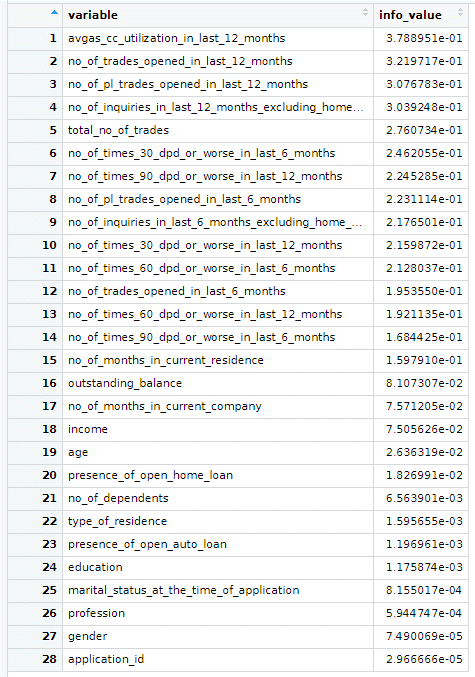 variable info_value
1 avgas_cc_utilization_in_last_12_months 3.788951e-01
2 no_of_trades_opened_in_last_12_months 3.219717e-01
3 no_of_pl_trades_opened_in_last_12_months 3.076783e-01
4 no_of_inquiries_in_last_12_months_excluding_home... 3.039248e-01
5 total_no_of_trades 2.760734e-01
6 no_of_times_30_dpd_or_worse_in_last_6_months 2.462055e-01
7 no_of_times_90_dpd_or_worse_in_last_12_months 2.245285e-01
8 no_of_pl_trades_opened_in_last_6_months 2.231114e-01
9 no_of_inquiries_in_last_6_months_excluding_home_... 2.176501e-01
10 no_of_times_30_dpd_or_worse_in_last_12_months 2.159872e-01
11 no_of_times_60_dpd_or_worse_in_last_6_months 2.128037e-01
12 no_of_trades_opened_in_last_6_months 1.953550e-01
13 no_of_times_60_dpd_or_worse_in_last_12_months 1.921135e-01
14 no_of_times_90_dpd_or_worse_in_last_6_months 1.684425e-01
15 no_of_months_in_current_residence 1.597910e-01
16 outstanding_balance 8.107307e-02
17 no_of_months_in_current_company 7.571205e-02
18 income 7.505626e-02
19 age 2.636319e-02
20 presence_of_open_home_loan 1.826991e-02
21 no_of_dependents 6.563901e-03
22 type_of_residence 1.595655e-03
23 presence_of_open_auto_loan 1.196961e-03
24 education 1.175874e-03
25 marital_status_at_the_time_of_application 8.155017e-04
26 profession 5.944747e-04
27 gender 7.490069e-05
28 application_id 2.966666e-05